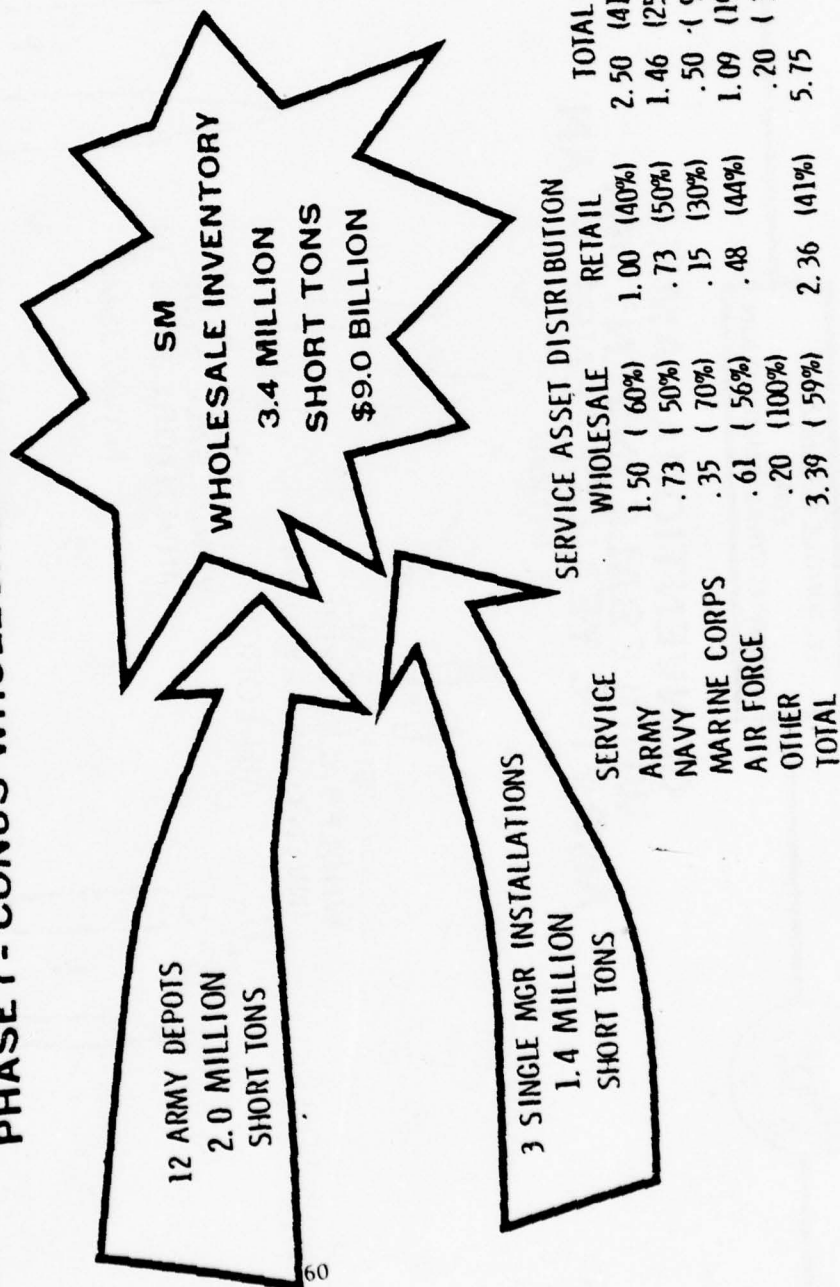 PHASE I - CONUS
12 ARMY DEPOTS
2.0 MILLION
SHORT TONS
3 SINGLE MGR INSTALLATIONS
1.4 MILLION
SHORT TONS
SM
WHOLESALE INVENTORY
3.4 MILLION
SHORT TONS
$9.0 BILLION
SERVICE ASSET DISTRIBUTION
SERVICE WHOLESALE RETAIL TOTAL
ARMY 1.50 ( 60%) 1.00 (40%) 2.50
NAVY .73 ( 50%) .73 (50%) 1.46
MARINE CORPS .35 ( 70%) .15 (30%) .50
AIR FORCE .61 ( 56%) .48 (44%) 1.09
OTHER .20 (100%) .20
TOTAL 3.39 ( 59%) 2.36 (41%) 5.75
60